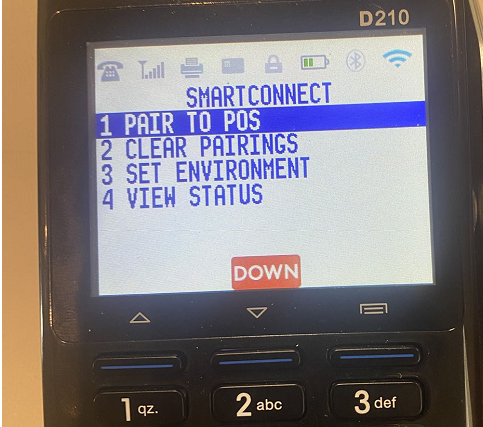 D210
SMARTCONNECT
1 PAIR TO POS
2 CLEAR PAIRINGS
3 SET ENVIRONMENT
4 VIEW STATUS
DOWN
1 qz. 2 abc 3 def